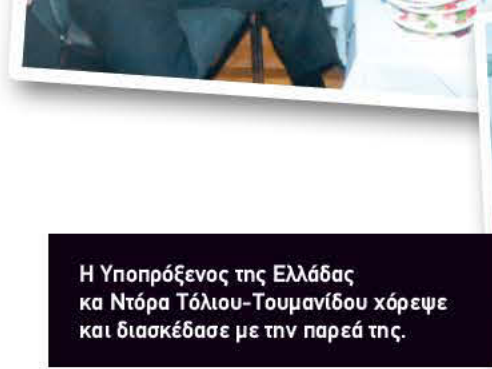 Η Υποπρόξενος της Ελλάδας
κα Ντόρα Τόλιου-Τουμανίδου χόρεψε
και διασκέδασε με την παρεά της.